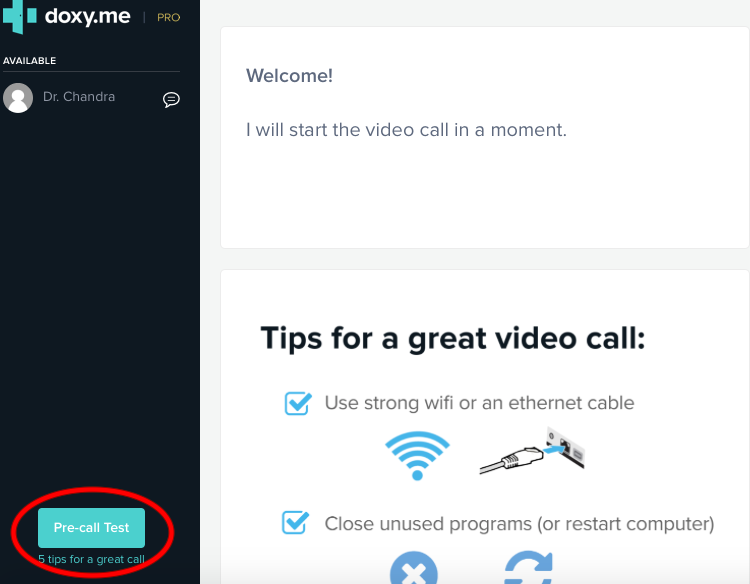 doxy.me | PRO
AVAILABLE
Dr. Chandra
Pre-call Test
5 tips for a great call
Welcome!
I will start the video call in a moment.
Tips for a great video call:
Use strong wifi or an ethernet cable
Close unused programs (or restart computer)